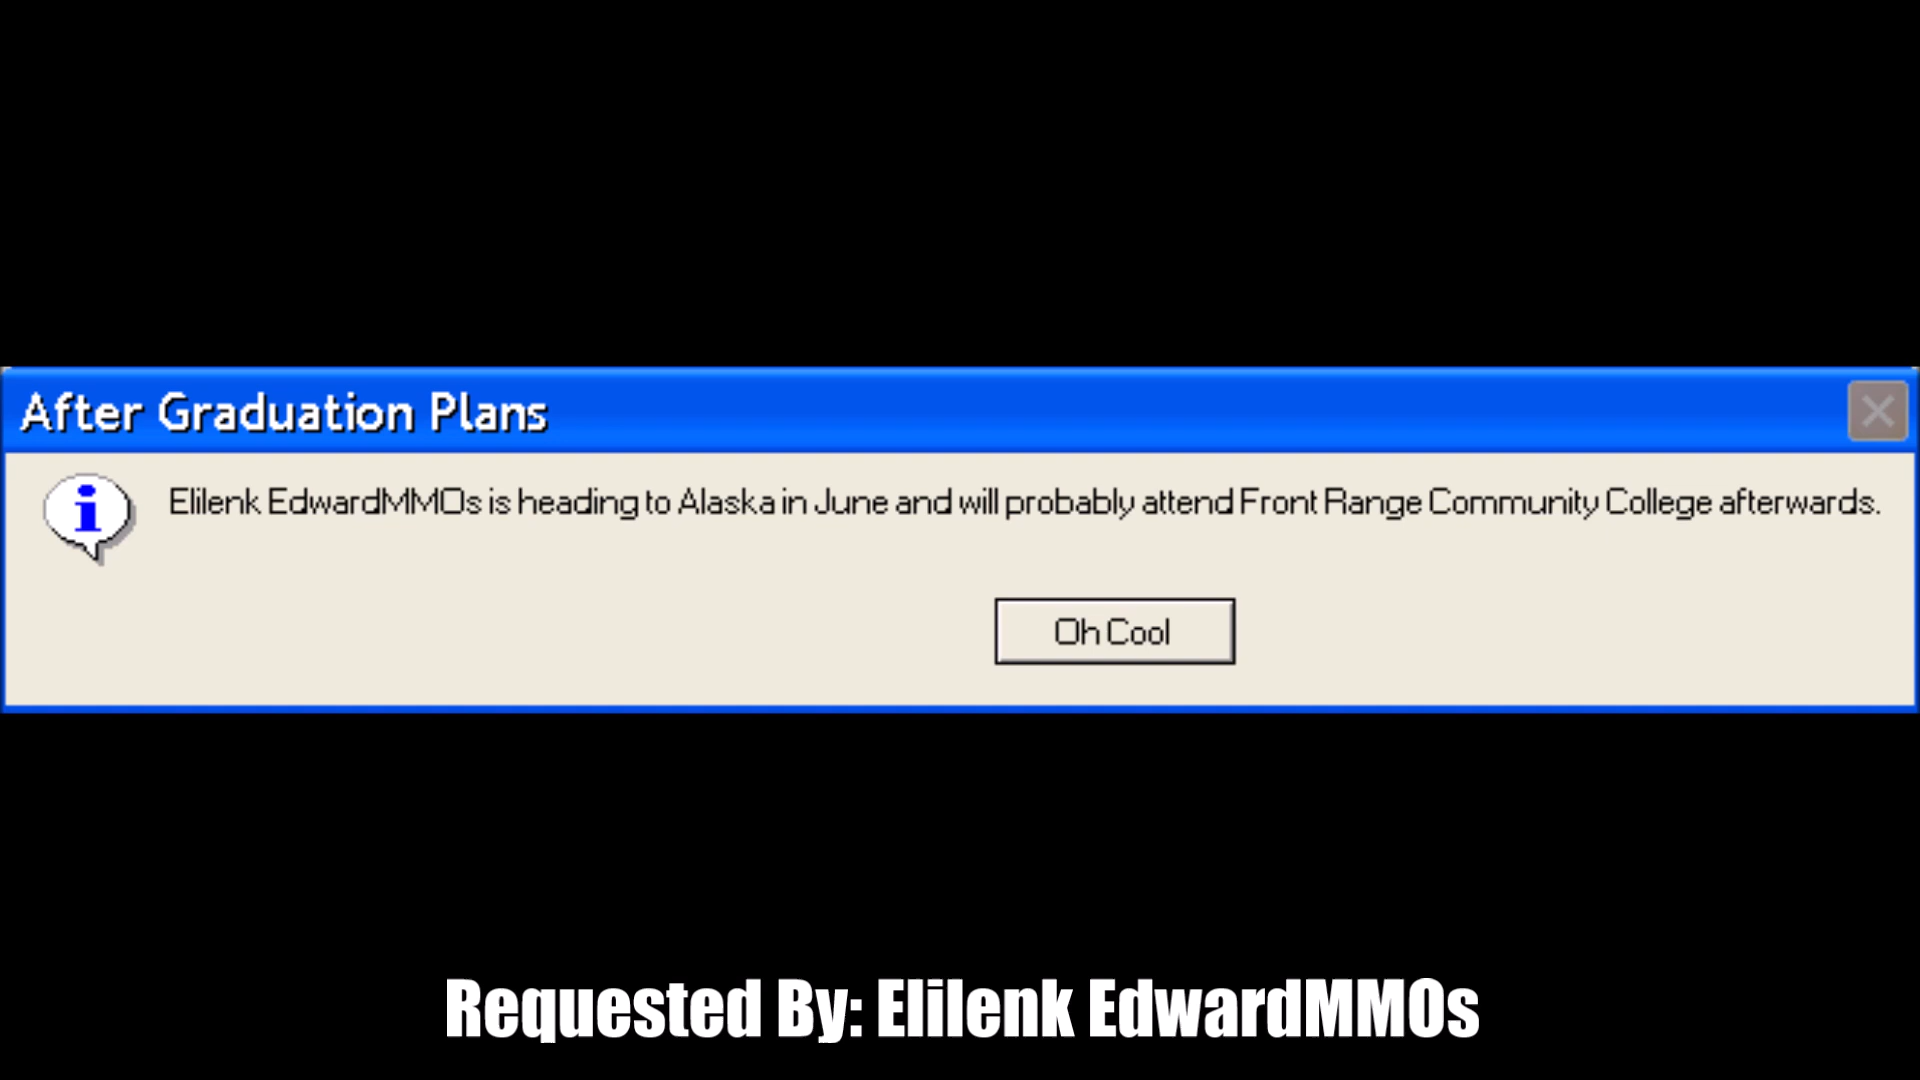 After Graduation Plans
Elilenk EdwardMMOs is heading to Alaska in June and will probably attend Front Range Community College afterwards.
Oh Cool
Requested By: Elilenk EdwardMMOs